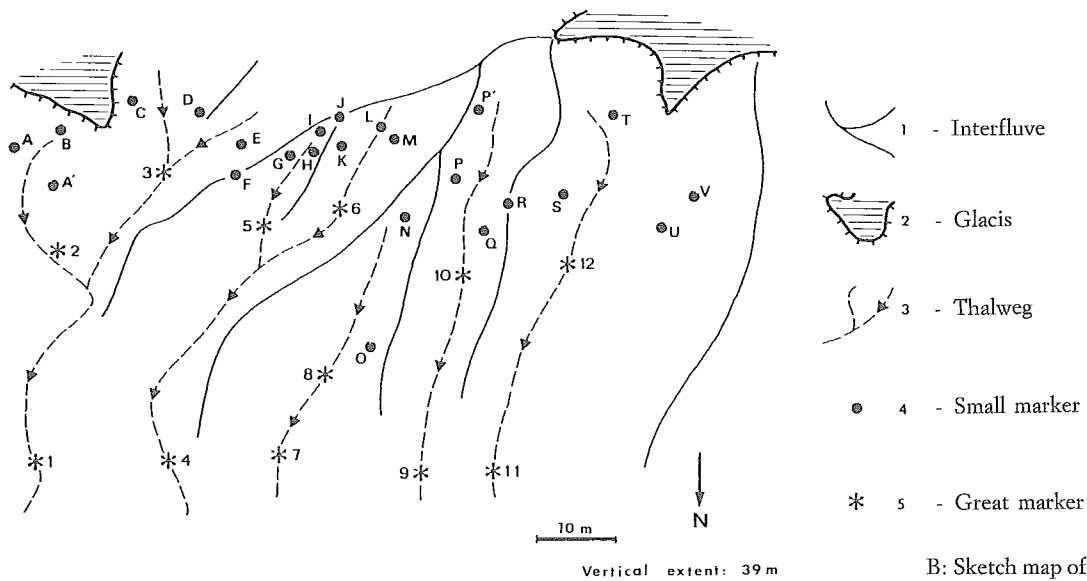 A
B
A'
C
D
E
F
G
H
I
J
K
L
M
N
O
P'
P
Q
R
S
T
U
V
1
2
3
4
5
6
7
8
9
10
11
12
10 m
N
Vertical extent: 39 m
1 - Interfluve
2 - Glacis
3 - Thalweg
4 - Small marker
5 - Great marker
B: Sketch map of